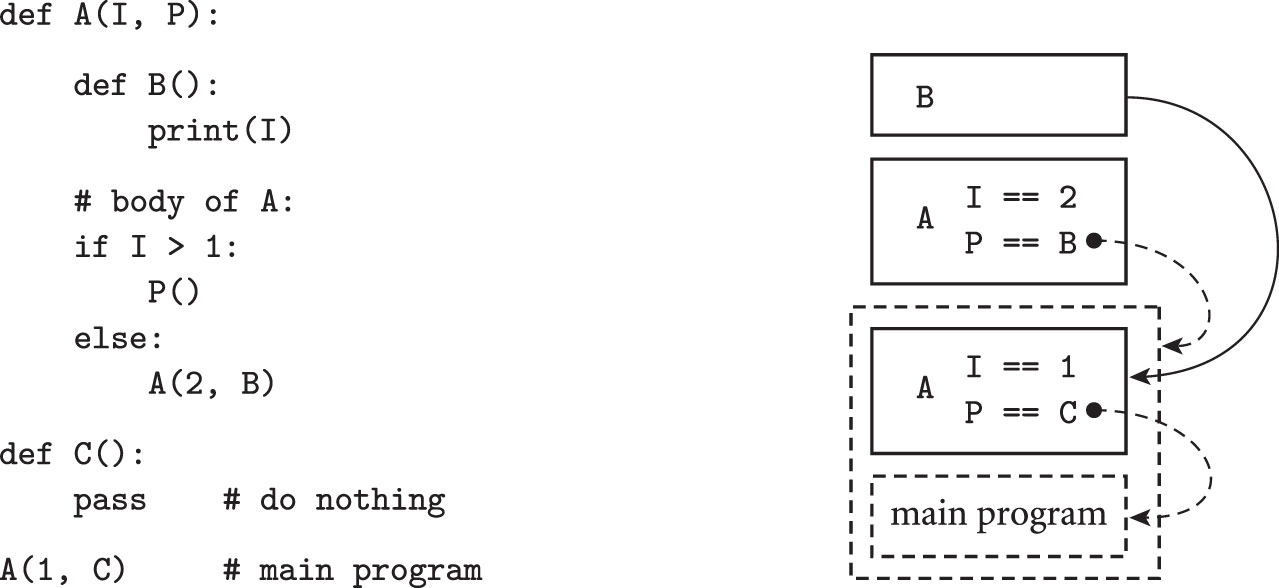 def A(I, P):
    def B():
        print(I)
    # body of A:
    if I > 1:
        P()
    else:
        A(2, B)
def C():
    pass    # do nothing
A(1, C)     # main program
B
A
I == 2
P == B
A
I == 1
P == C
main program